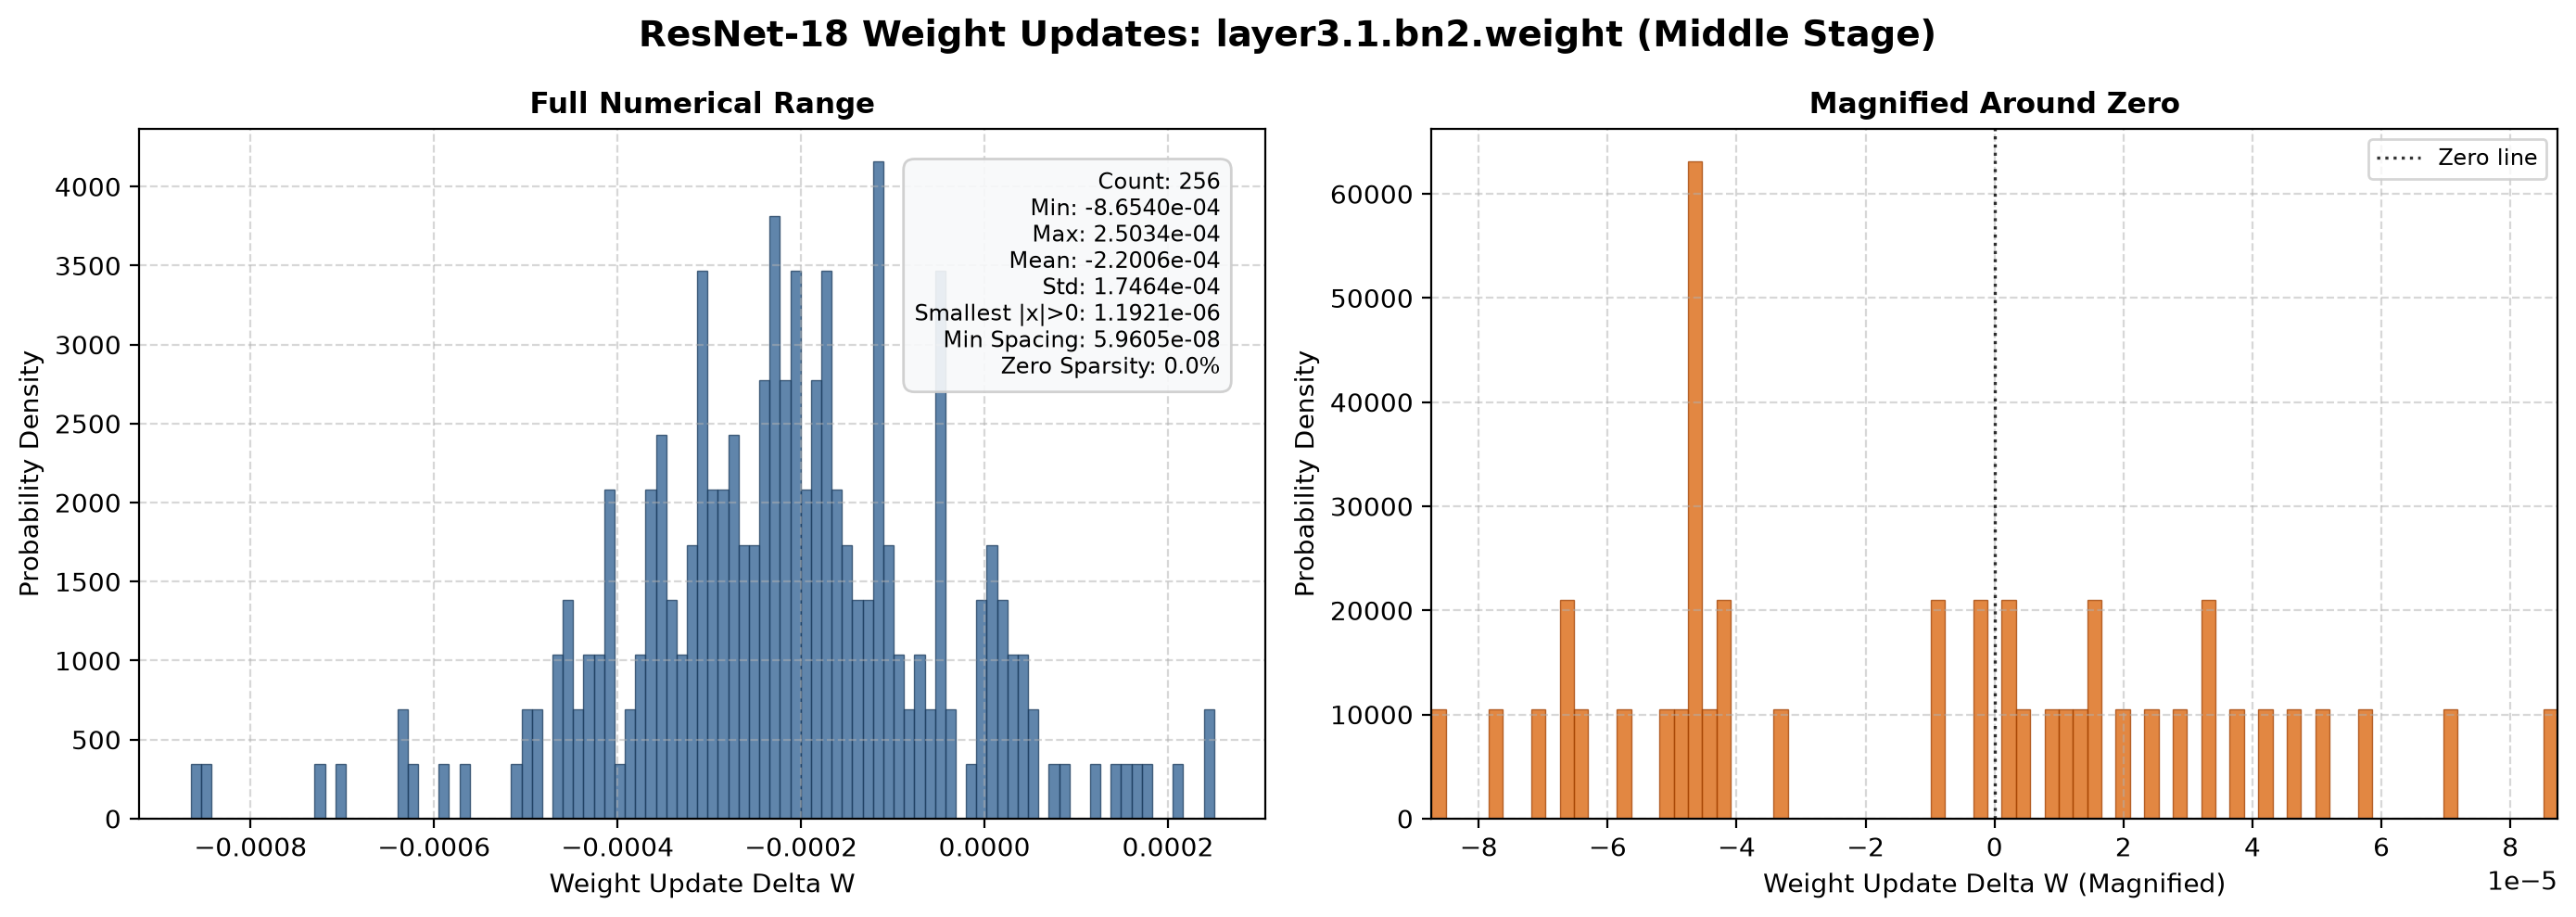 ResNet-18 Weight Updates: layer3.1.bn2.weight (Middle Stage)
Full Numerical Range
Probability Density
4000
3500
3000
2500
2000
1500
1000
500
0
Count: 256
Min: -8.6540e-04
Max: 2.5034e-04
Mean: -2.2006e-04
Std: 1.7464e-04
Smallest |x|>0: 1.1921e-06
Min Spacing: 5.9605e-08
Zero Sparsity: 0.0%
−0.0008 −0.0006 −0.0004 −0.0002 0.0000 0.0002
Weight Update Delta W
Magnified Around Zero
Probability Density
60000
50000
40000
30000
20000
10000
0
Zero line
−8 −6 −4 −2 0 2 4 6 8
1e−5
Weight Update Delta W (Magnified)